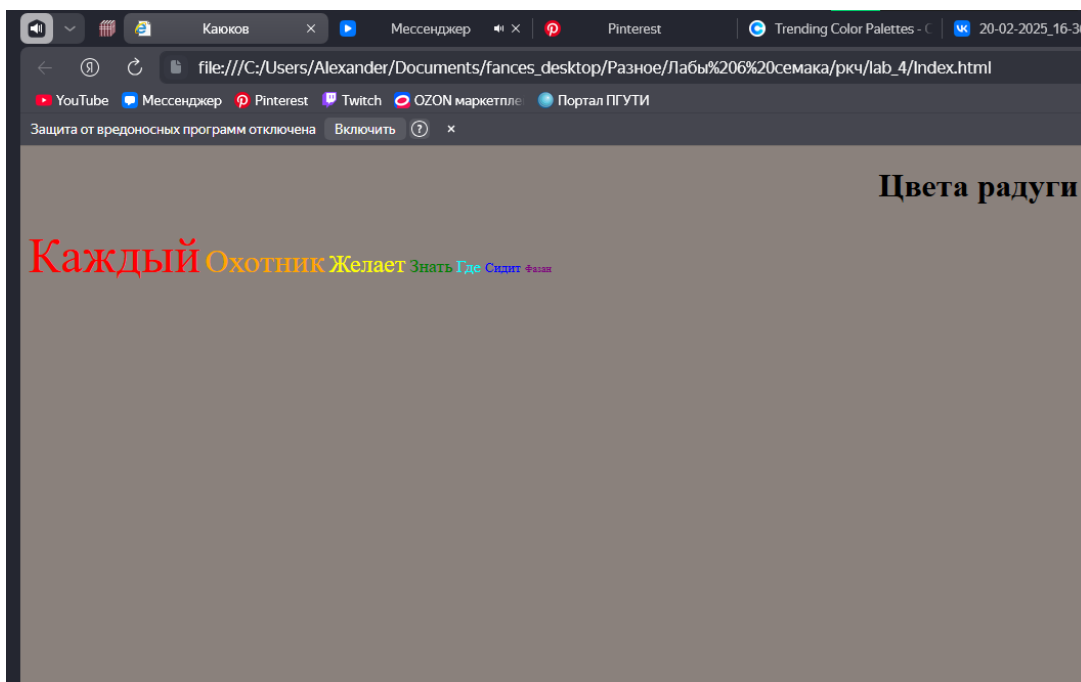 Каюков Мессенджер Pinterest Trending Color Palettes - C 20-02-2025_16-3
file:///C:/Users/Alexander/Documents/fances_desktop/Разное/Лабы%206%20семака/ркч/lab_4/Index.html
YouTube Мессенджер Pinterest Twitch OZON маркетпле Портал ПГУТИ
Защита от вредоносных программ отключена Включить
Цвета радуги
Каждый Охотник Желает Знать Где Сидит Фазан